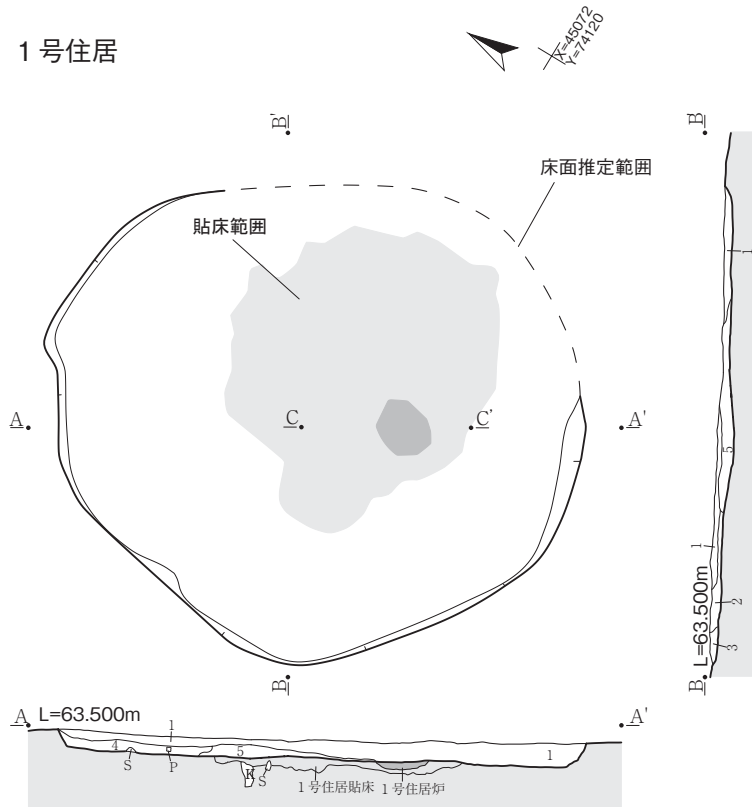 1号住居
X=45072
Y=74120
B'
B'
床面推定範囲
貼床範囲
1
A
C
C'
A'
5
1
2
3
L=63.500m
B
B
A
L=63.500m
A'
1
4
5
1
S
P
K
S
1号住居貼床
1号住居炉